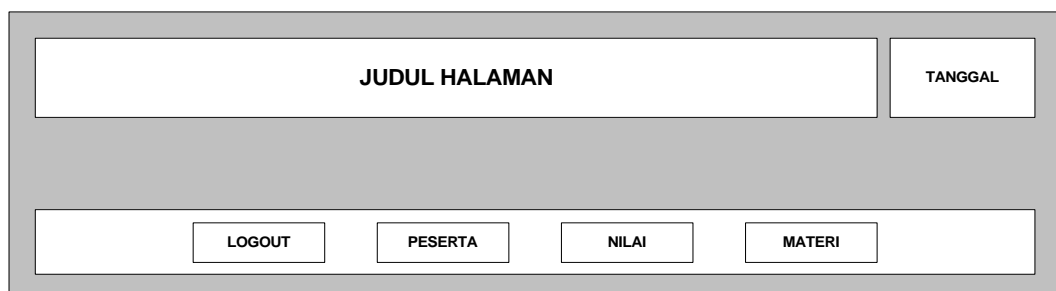 JUDUL HALAMAN
TANGGAL
LOGOUT
PESERTA
NILAI
MATERI